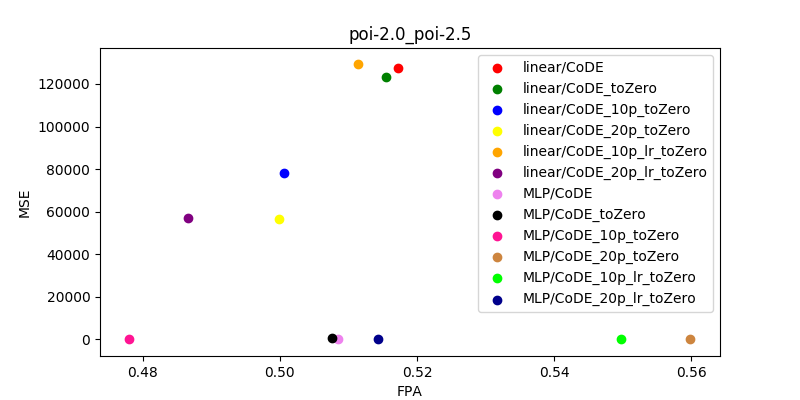 poi-2.0_poi-2.5
MSE
120000
100000
80000
60000
40000
20000
0
linear/CoDE
linear/CoDE_toZero
linear/CoDE_10p_toZero
linear/CoDE_20p_toZero
linear/CoDE_10p_lr_toZero
linear/CoDE_20p_lr_toZero
MLP/CoDE
MLP/CoDE_toZero
MLP/CoDE_10p_toZero
MLP/CoDE_20p_toZero
MLP/CoDE_10p_lr_toZero
MLP/CoDE_20p_lr_toZero
0.48 0.50 0.52 0.54 0.56
FPA